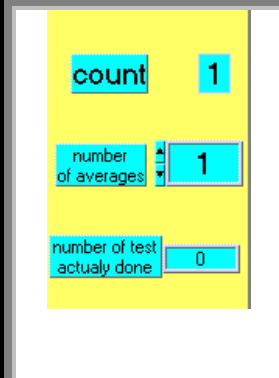 count 1
number
of averages 1
number of test
actualy done 0